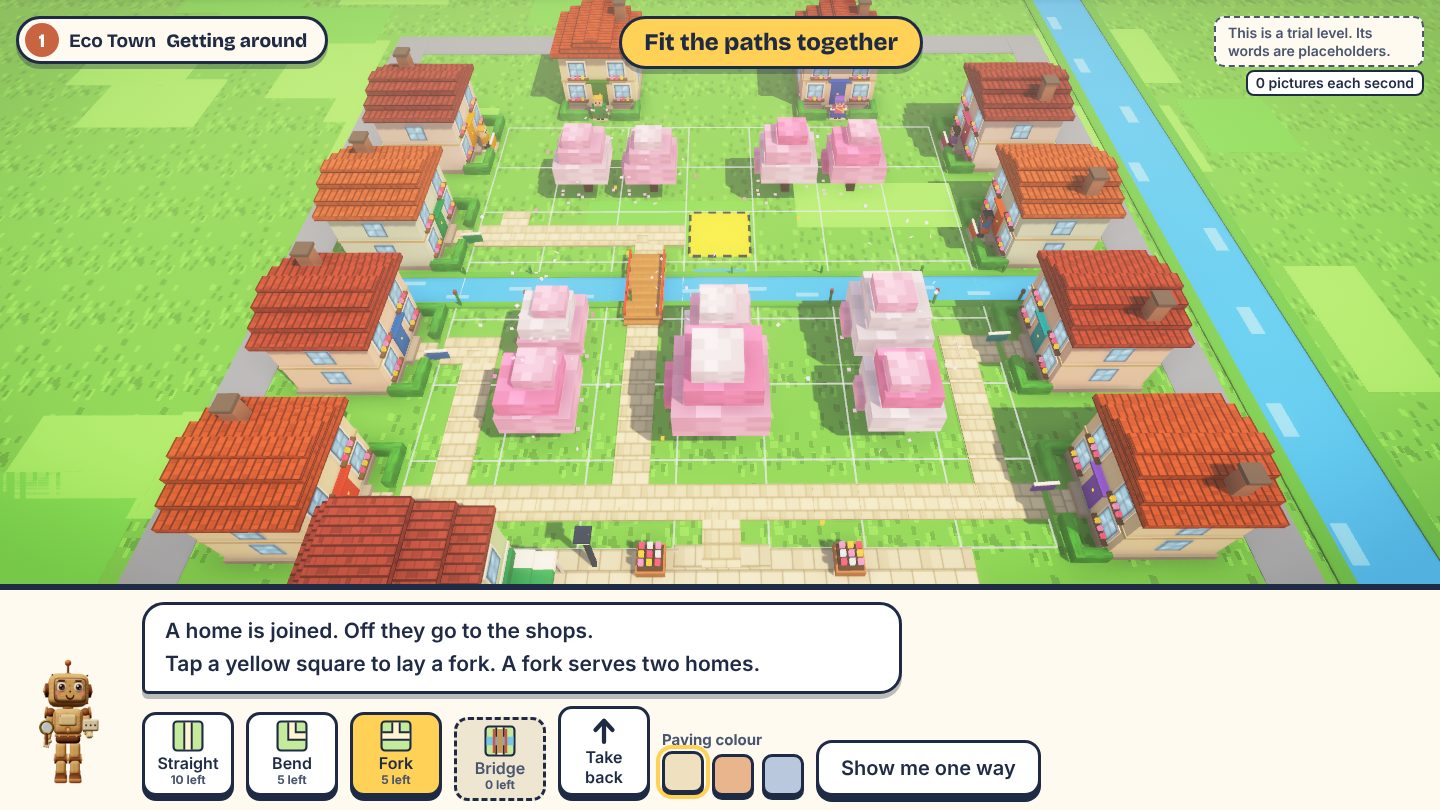 1 Eco Town Getting around
Fit the paths together
This is a trial level. Its
words are placeholders.
0 pictures each second
A home is joined. Off they go to the shops.
Tap a yellow square to lay a fork. A fork serves two homes.
Straight
10 left
Bend
5 left
Fork
5 left
Bridge
0 left
Take
back
Paving colour
Show me one way